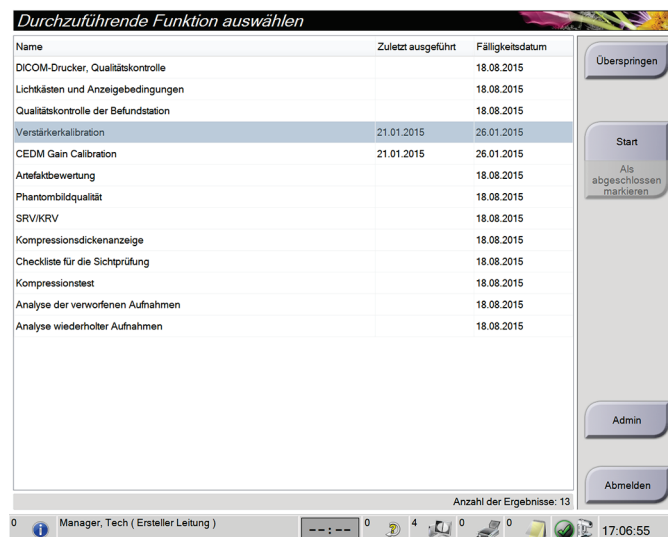 Durchzuführende Funktion auswählen
Name Zuletzt ausgeführt Fälligkeitsdatum
DICOM-Drucker, Qualitätskontrolle 18.08.2015
Lichtkästen und Anzeigebedingungen 18.08.2015
Qualitätskontrolle der Befundstation 18.08.2015
Verstärkerkalibration 21.01.2015 26.01.2015
CEDM Gain Calibration 21.01.2015 26.01.2015
Artefaktbewertung 18.08.2015
Phantombildqualität 18.08.2015
SRV/KRV 18.08.2015
Kompressionsdickenanzeige 18.08.2015
Checkliste für die Sichtprüfung 18.08.2015
Kompressionstest 18.08.2015
Analyse der verworfenen Aufnahmen 18.08.2015
Analyse wiederholter Aufnahmen 18.08.2015
Anzahl der Ergebnisse: 13
Überspringen
Start
Als
abgeschlossen
markieren
Admin
Abmelden
0 Manager, Tech ( Ersteller Leitung ) --:-- 0 4 0 0 17:06:55